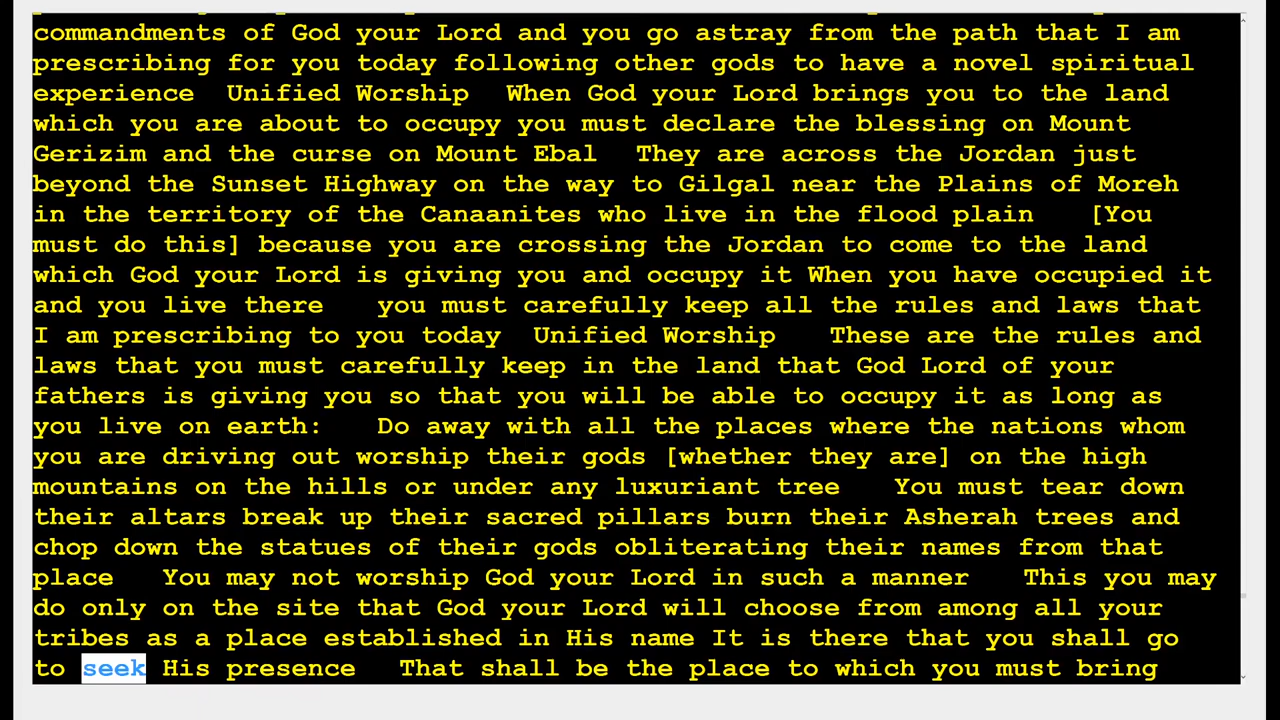 commandments of God your Lord and you go astray from the path that I am
prescribing for you today following other gods to have a novel spiritual
experience Unified Worship When God your Lord brings you to the land
which you are about to occupy you must declare the blessing on Mount
Gerizim and the curse on Mount Ebal They are across the Jordan just
beyond the Sunset Highway on the way to Gilgal near the Plains of Moreh
in the territory of the Canaanites who live in the flood plain [You
must do this] because you are crossing the Jordan to come to the land
which God your Lord is giving you and occupy it When you have occupied it
and you live there you must carefully keep all the rules and laws that
I am prescribing to you today Unified Worship These are the rules and
laws that you must carefully keep in the land that God Lord of your
fathers is giving you so that you will be able to occupy it as long as
you live on earth: Do away with all the places where the nations whom
you are driving out worship their gods [whether they are] on the high
mountains on the hills or under any luxuriant tree You must tear down
their altars break up their sacred pillars burn their Asherah trees and
chop down the statues of their gods obliterating their names from that
place You may not worship God your Lord in such a manner This you may
do only on the site that God your Lord will choose from among all your
tribes as a place established in His name It is there that you shall go
to seek His presence That shall be the place to which you must bring